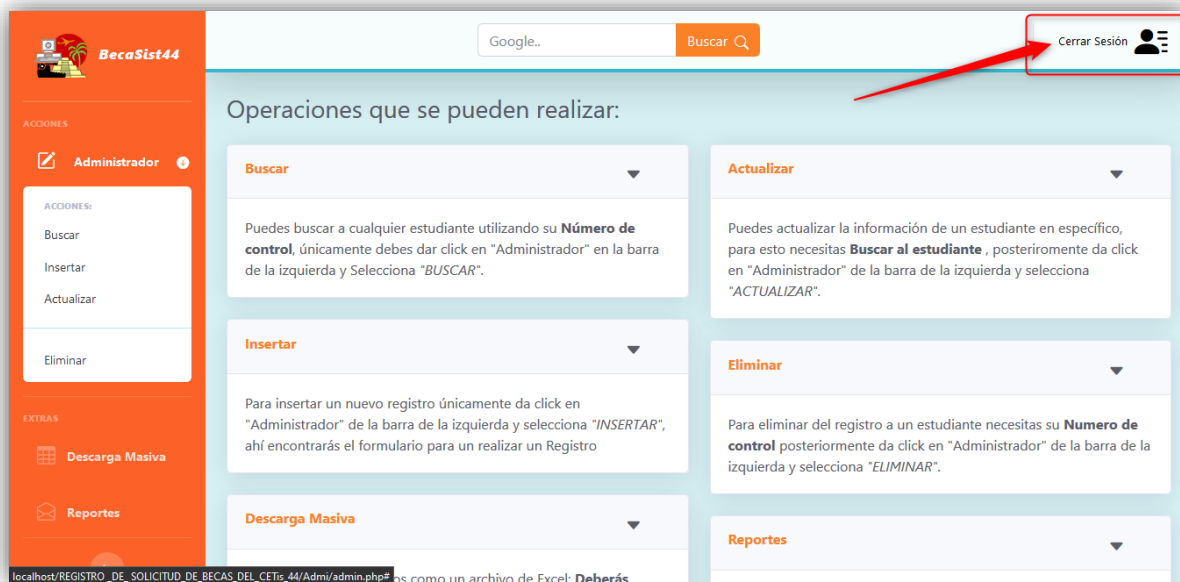 BecaSist44
Google..
Buscar
Cerrar Sesión
ACCIONES
Administrador
ACCIONES:
Buscar
Insertar
Actualizar
Eliminar
EXTRAS
Descarga Masiva
Reportes
Operaciones que se pueden realizar:
Buscar
Puedes buscar a cualquier estudiante utilizando su Número de
control, únicamente debes dar click en "Administrador" en la barra
de la izquierda y Selecciona "BUSCAR".
Insertar
Para insertar un nuevo registro únicamente da click en
"Administrador" de la barra de la izquierda y selecciona "INSERTAR",
ahí encontrarás el formulario para un realizar un Registro
Descarga Masiva
os como un archivo de Excel: Deberás
Actualizar
Puedes actualizar la información de un estudiante en específico,
para esto necesitas Buscar al estudiante , posteriromente da click
en "Administrador" de la barra de la izquierda y selecciona
"ACTUALIZAR".
Eliminar
Para eliminar del registro a un estudiante necesitas su Numero de
control posteriormente da click en "Administrador" de la barra de la
izquierda y selecciona "ELIMINAR".
Reportes
localhost/REGISTRO_DE_SOLICITUD_DE_BECAS_DEL_CETis_44/Admi/admin.php#